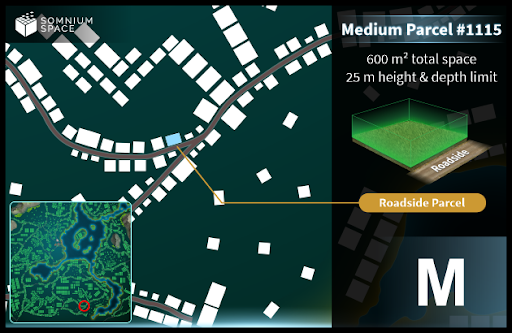 SOMNIUM
SPACE
Medium Parcel #1115
600 m² total space
25 m height & depth limit
Roadside
Roadside Parcel
M